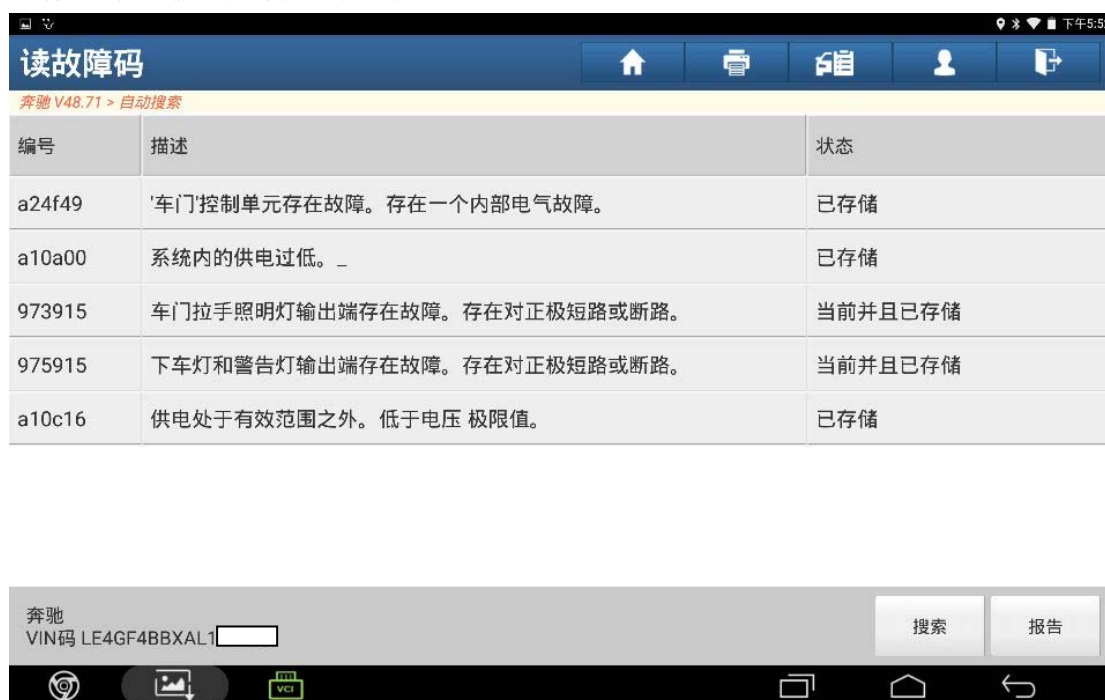 下午5:5
读故障码
奔驰 V48.71 > 自动搜索
编号 描述 状态
a24f49 '车门'控制单元存在故障。存在一个内部电气故障。 已存储
a10a00 系统内的供电过低。_ 已存储
973915 车门拉手照明灯输出端存在故障。存在对正极短路或断路。 当前并且已存储
975915 下车灯和警告灯输出端存在故障。存在对正极短路或断路。 当前并且已存储
a10c16 供电处于有效范围之外。低于电压 极限值。 已存储
奔驰
VIN码 LE4GF4BBXAL1
搜索 报告
VCI